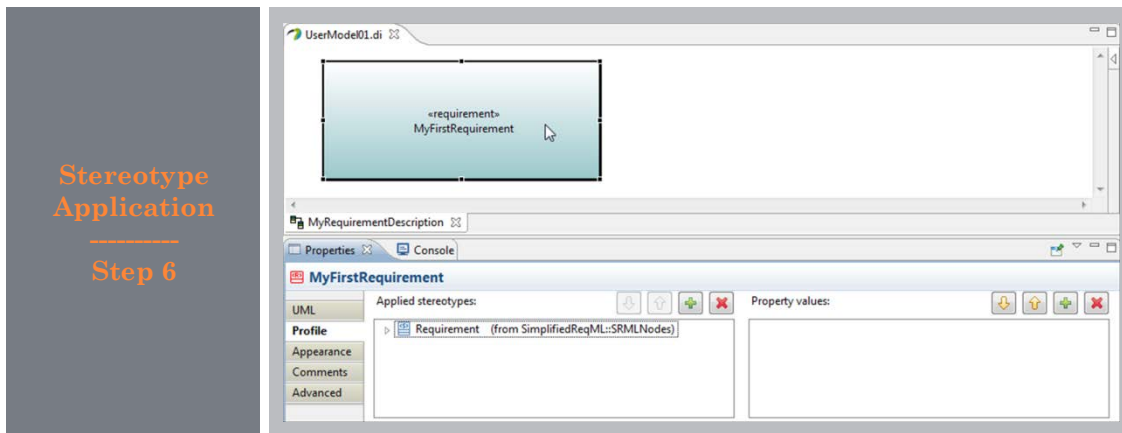 Stereotype
Application
----------
Step 6
UserModel01.di
«requirement»
MyFirstRequirement
MyRequirementDescription
Properties Console
MyFirstRequirement
UML
Profile
Appearance
Comments
Advanced
Applied stereotypes:
Requirement (from SimplifiedReqML::SRMLNodes)
Property values: